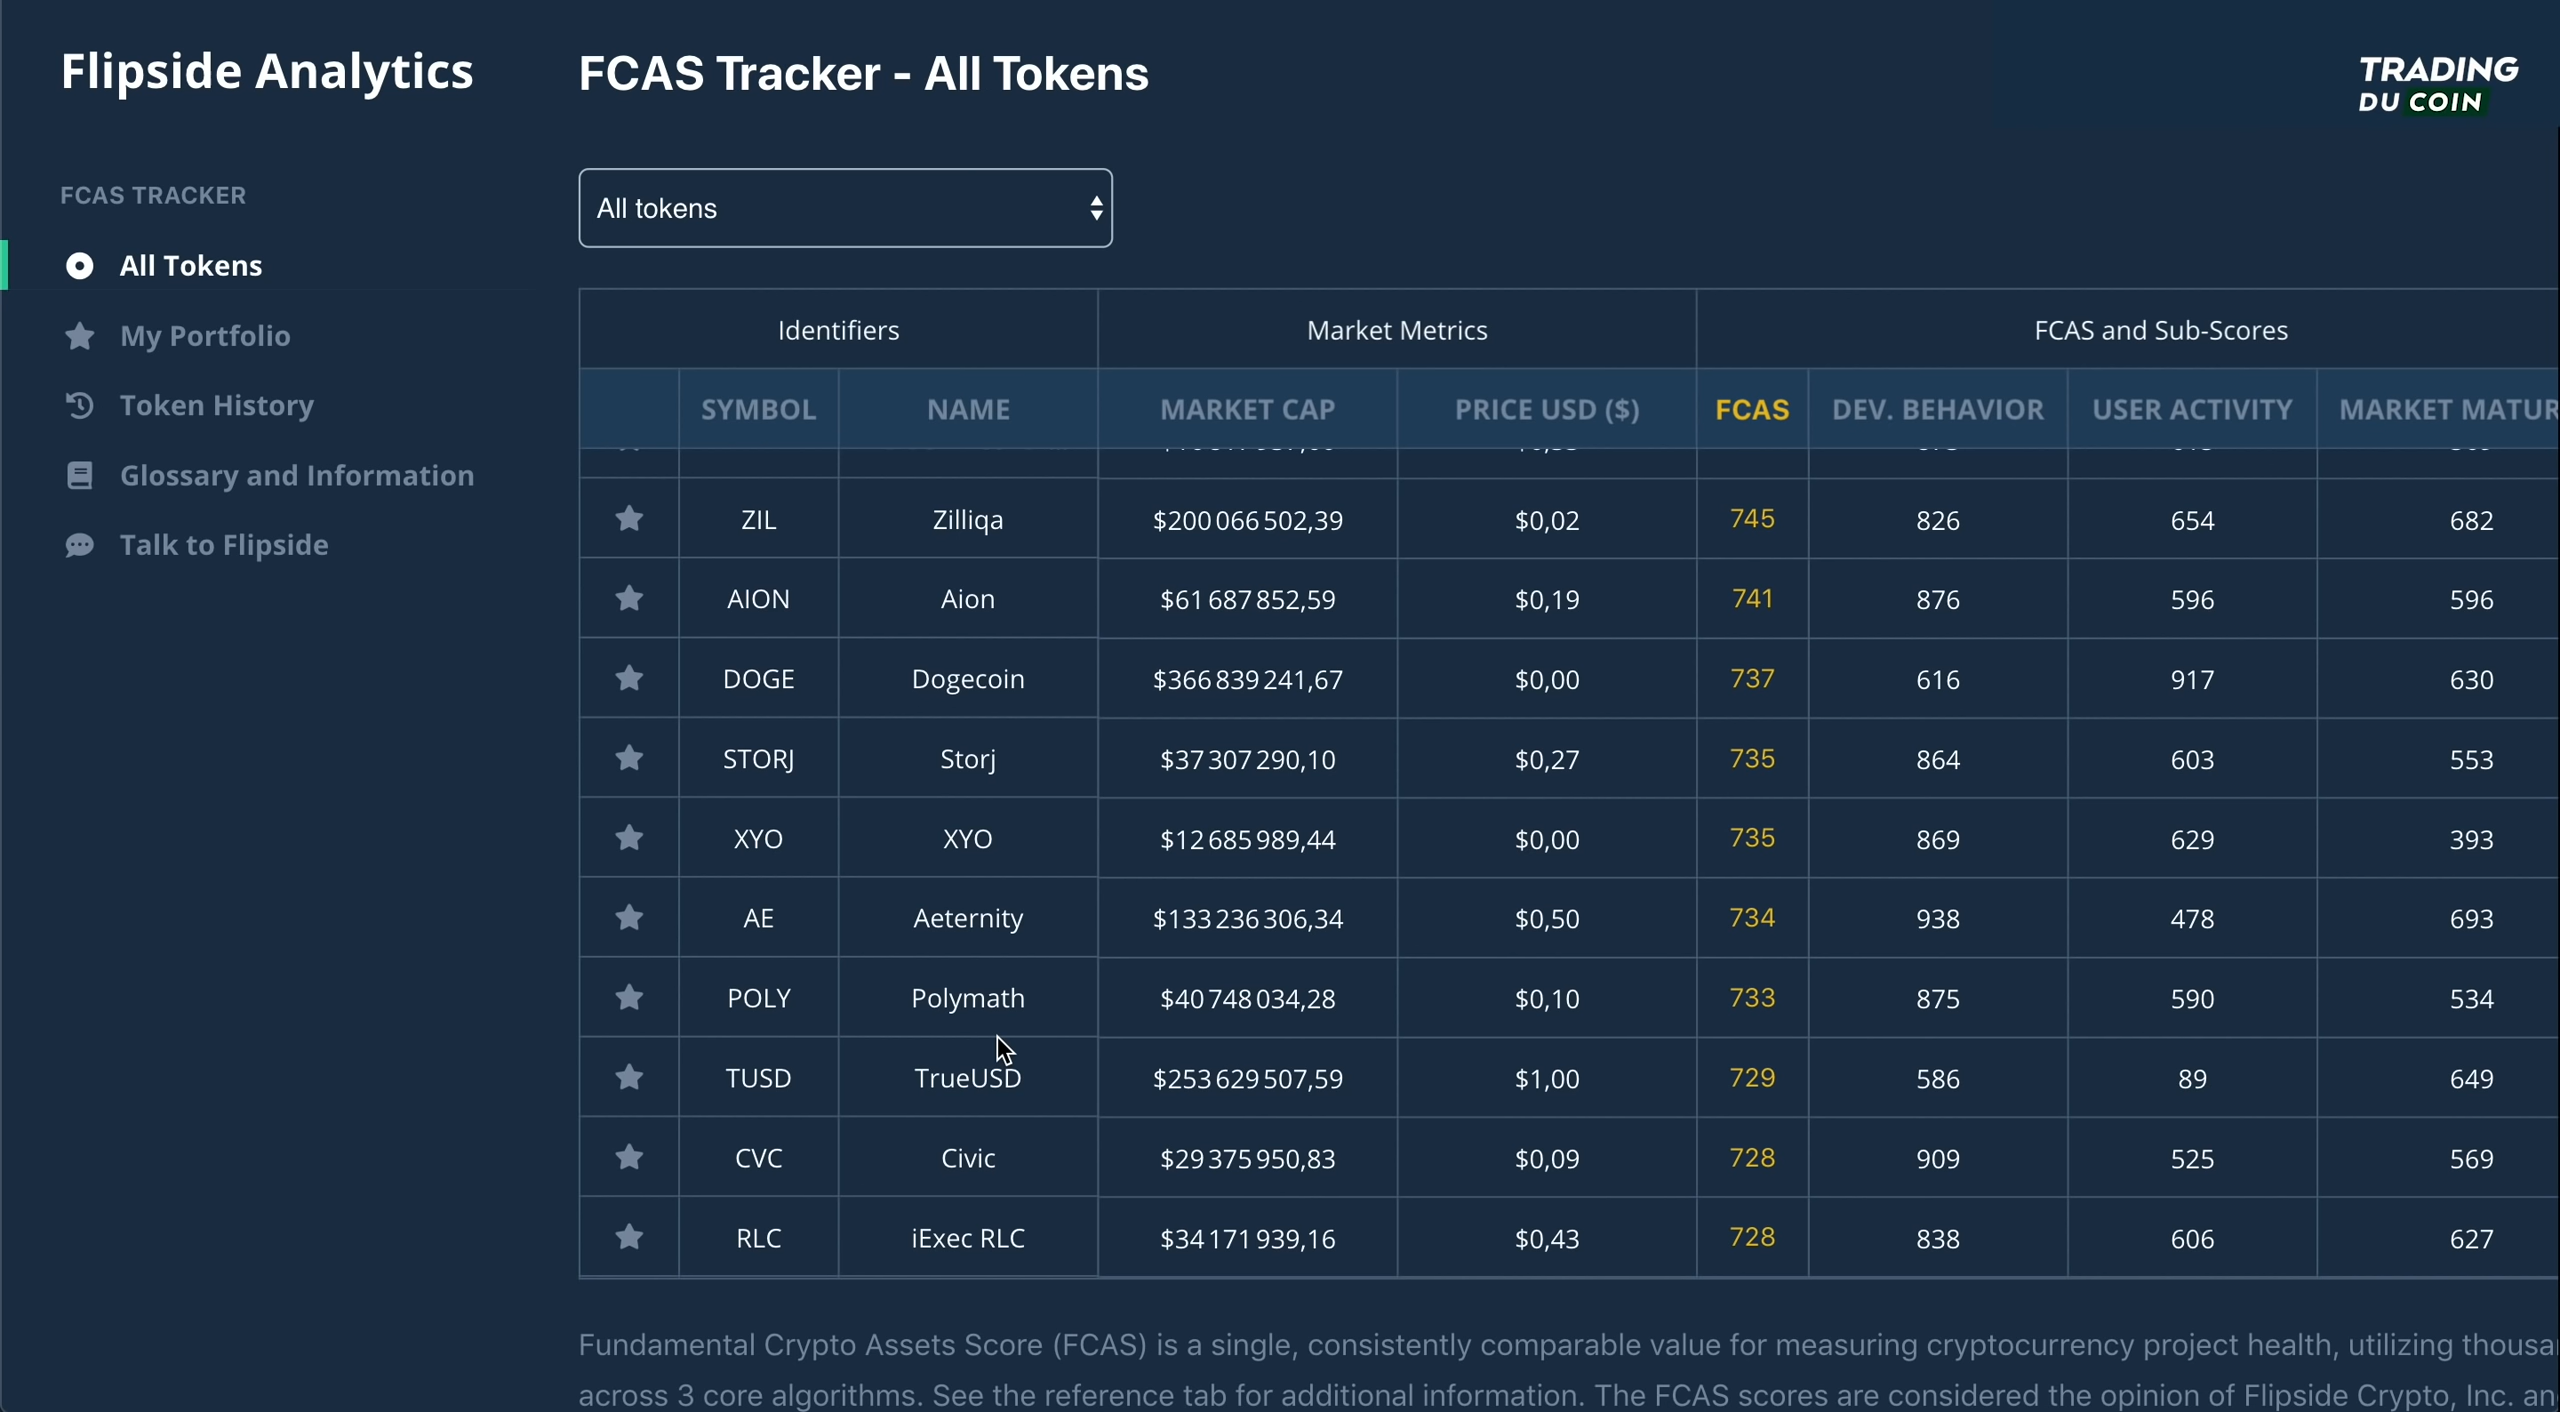 Flipside Analytics
FCAS Tracker - All Tokens
TRADING
DU COIN
FCAS TRACKER
All Tokens
My Portfolio
Token History
Glossary and Information
Talk to Flipside
All tokens
Identifiers Market Metrics FCAS and Sub-Scores
SYMBOL NAME MARKET CAP PRICE USD ($) FCAS DEV. BEHAVIOR USER ACTIVITY MARKET MATUR
ZIL Zilliqa $200 066 502,39 $0,02 745 826 654 682
AION Aion $61 687 852,59 $0,19 741 876 596 596
DOGE Dogecoin $366 839 241,67 $0,00 737 616 917 630
STORJ Storj $37 307 290,10 $0,27 735 864 603 553
XYO XYO $12 685 989,44 $0,00 735 869 629 393
AE Aeternity $133 236 306,34 $0,50 734 938 478 693
POLY Polymath $40 748 034,28 $0,10 733 875 590 534
TUSD TrueUSD $253 629 507,59 $1,00 729 586 89 649
CVC Civic $29 375 950,83 $0,09 728 909 525 569
RLC iExec RLC $34 171 939,16 $0,43 728 838 606 627
Fundamental Crypto Assets Score (FCAS) is a single, consistently comparable value for measuring cryptocurrency project health, utilizing thousa
across 3 core algorithms. See the reference tab for additional information. The FCAS scores are considered the opinion of Flipside Crypto, Inc. an